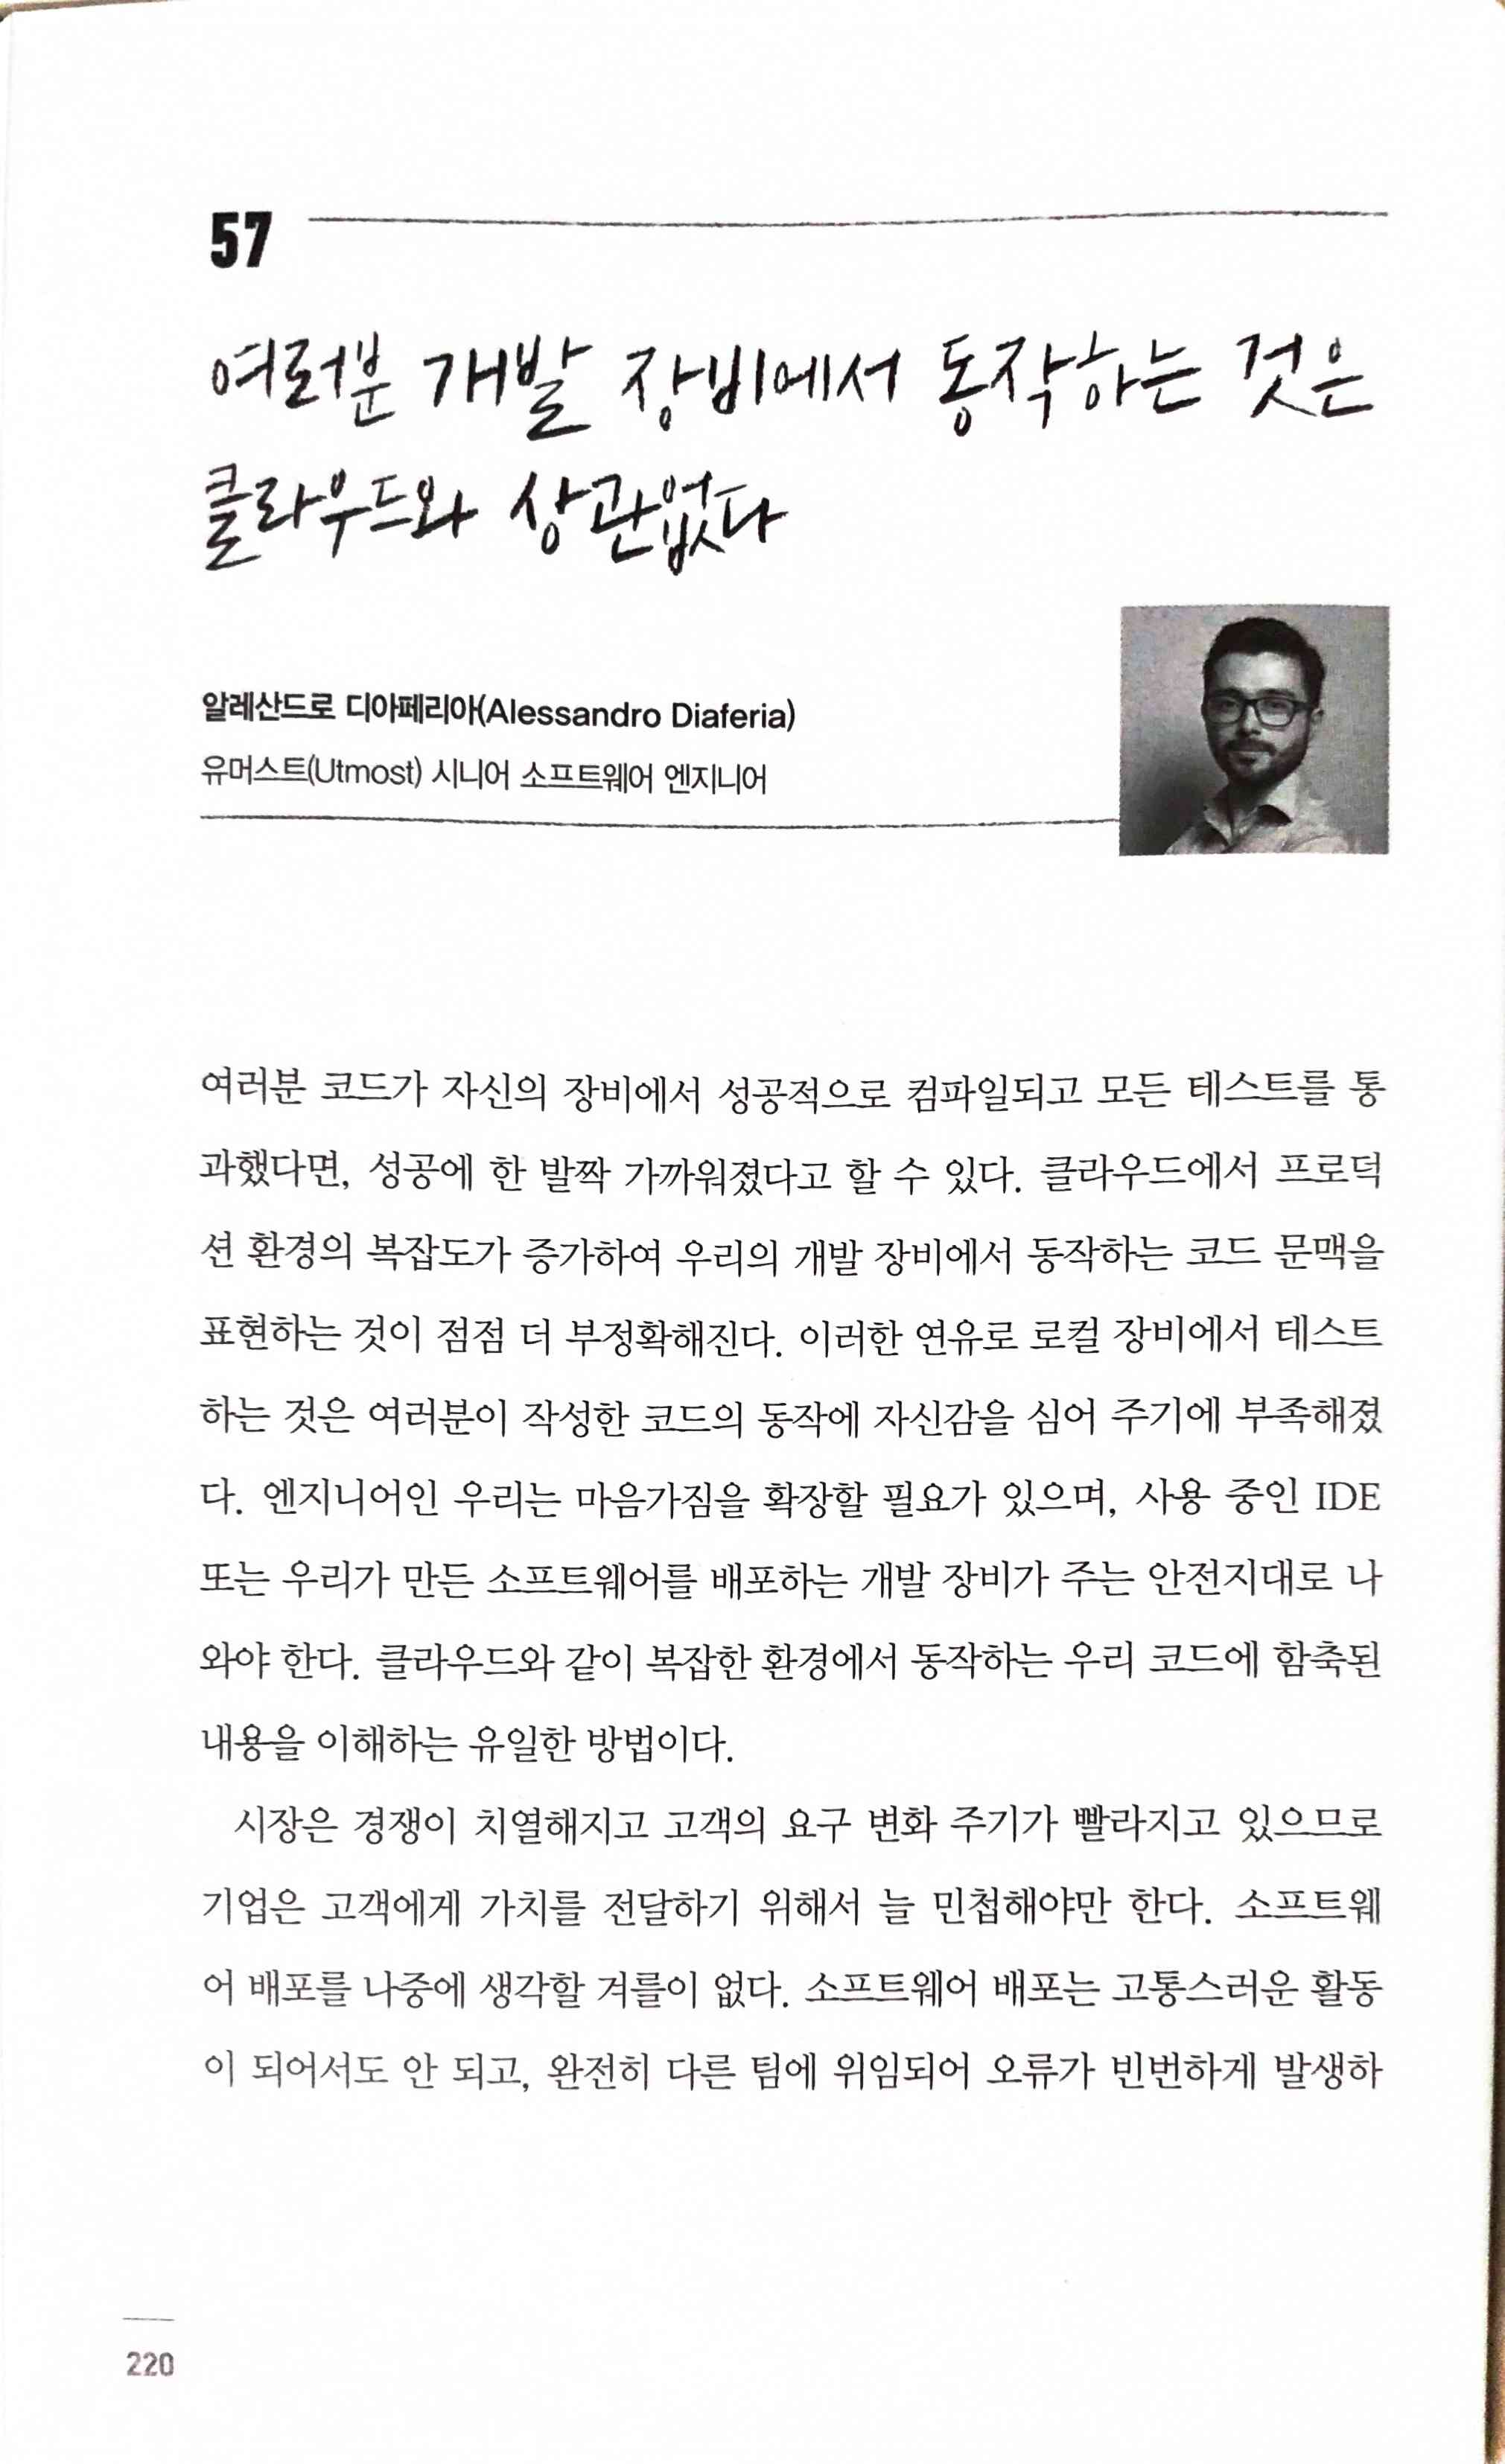 57
여러분 개발 장비에서 동작하는 것은
클라우드와 상관없다
알레산드로 디아페리아(Alessandro Diaferia)
유머스트(Utmost) 시니어 소프트웨어 엔지니어
여러분 코드가 자신의 장비에서 성공적으로 컴파일되고 모든 테스트를 통
과했다면, 성공에 한 발짝 가까워졌다고 할 수 있다. 클라우드에서 프로덕
션 환경의 복잡도가 증가하여 우리의 개발 장비에서 동작하는 코드 문맥을
표현하는 것이 점점 더 부정확해진다. 이러한 연유로 로컬 장비에서 테스트
하는 것은 여러분이 작성한 코드의 동작에 자신감을 심어 주기에 부족해졌
다. 엔지니어인 우리는 마음가짐을 확장할 필요가 있으며, 사용 중인 IDE
또는 우리가 만든 소프트웨어를 배포하는 개발 장비가 주는 안전지대로 나
와야 한다. 클라우드와 같이 복잡한 환경에서 동작하는 우리 코드에 함축된
내용을 이해하는 유일한 방법이다.
시장은 경쟁이 치열해지고 고객의 요구 변화 주기가 빨라지고 있으므로
기업은 고객에게 가치를 전달하기 위해서 늘 민첩해야만 한다. 소프트웨
어 배포를 나중에 생각할 겨를이 없다. 소프트웨어 배포는 고통스러운 활동
이 되어서도 안 되고, 완전히 다른 팀에 위임되어 오류가 빈번하게 발생하
220